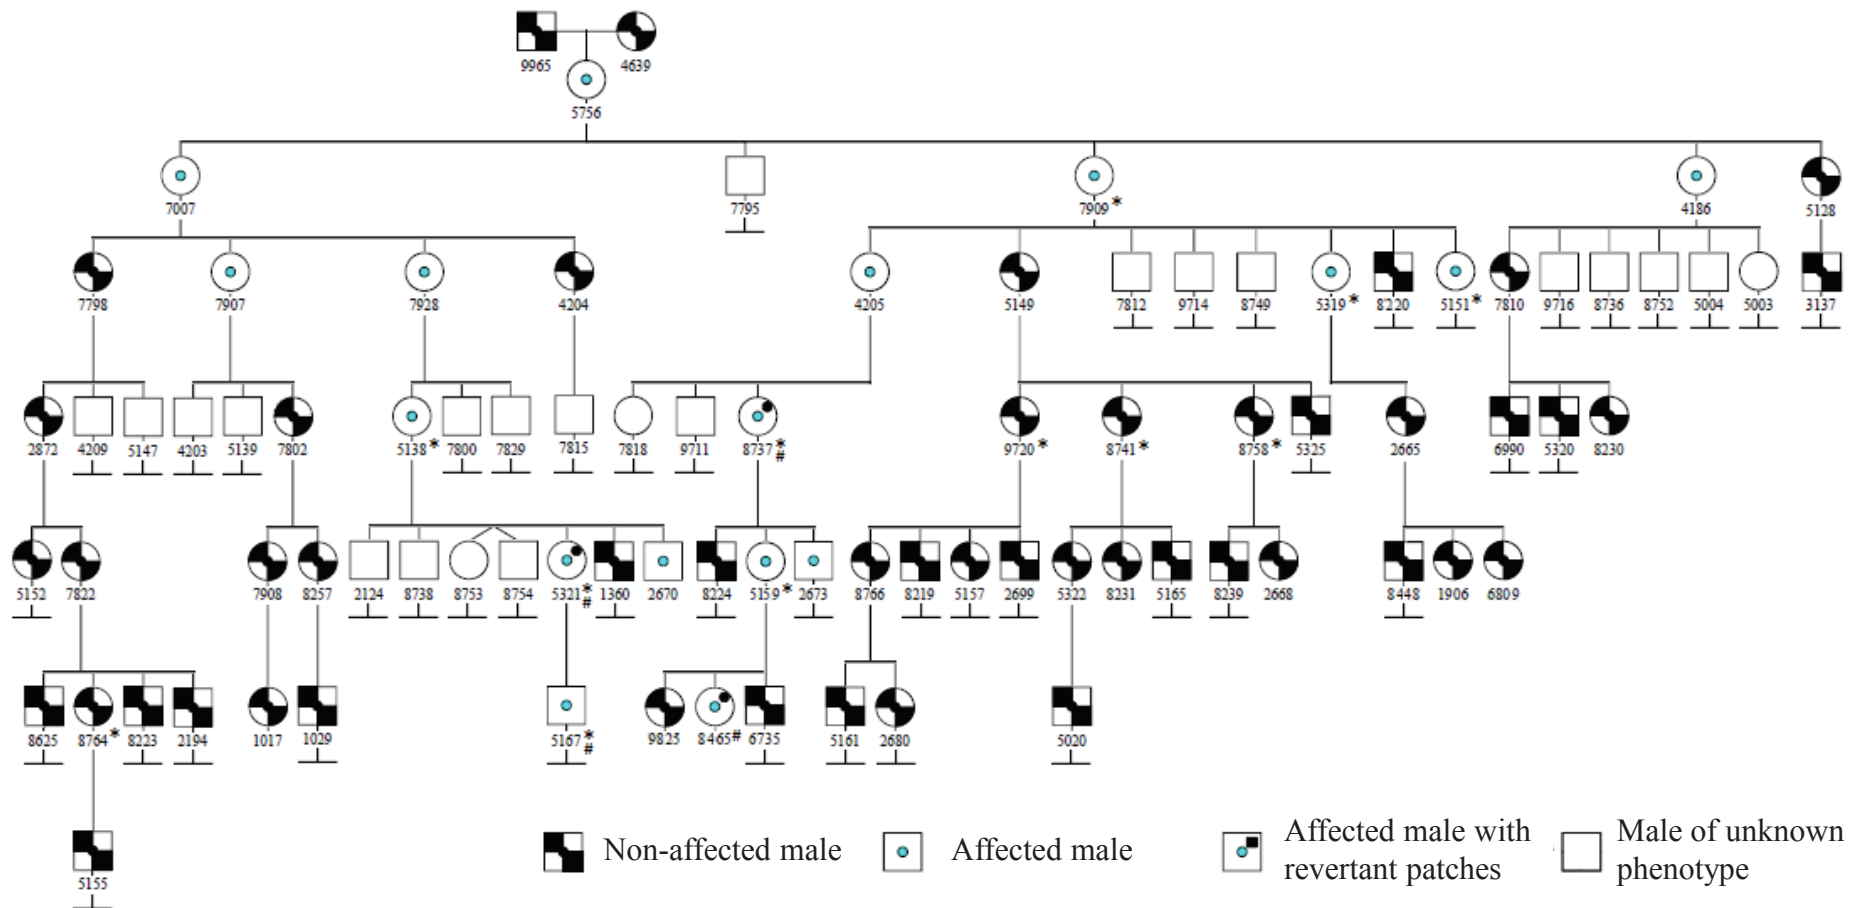 9965 4639
5756
7007 7795 7909* 4186 5128
7798 7907 7928 4204 4205 5149 7812 9714 8749 5319* 8220 5151* 7810 9716 8736 8752 5004 5003 3137
2872 4209 5147 4203 5139 7802 5138* 7800 7829 7815 7818 9711 8737*# 9720* 8741* 8758* 5325 2665 6990 5320 8230
5152 7822 7908 8257 2124 8738 8753 8754 5321*# 1360 2670 8224 5159* 2673 8766 8219 5157 2699 5322 8231 5165 8239 2668 8448 1906 6809
8625 8764* 8223 2194 1017 1029 5167*# 9825 8465# 6735 5161 2680 5020
5155
Non-affected male
Affected male
Affected male with
revertant patches
Male of unknown
phenotype